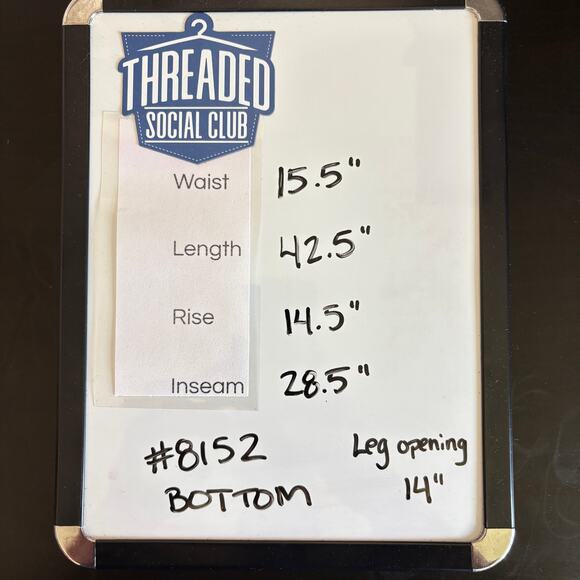 THREADED
SOCIAL CLUB
Waist 15.5"
Length 42.5"
Rise 14.5"
Inseam 28.5"
#8152
BOTTOM
Leg opening
14"